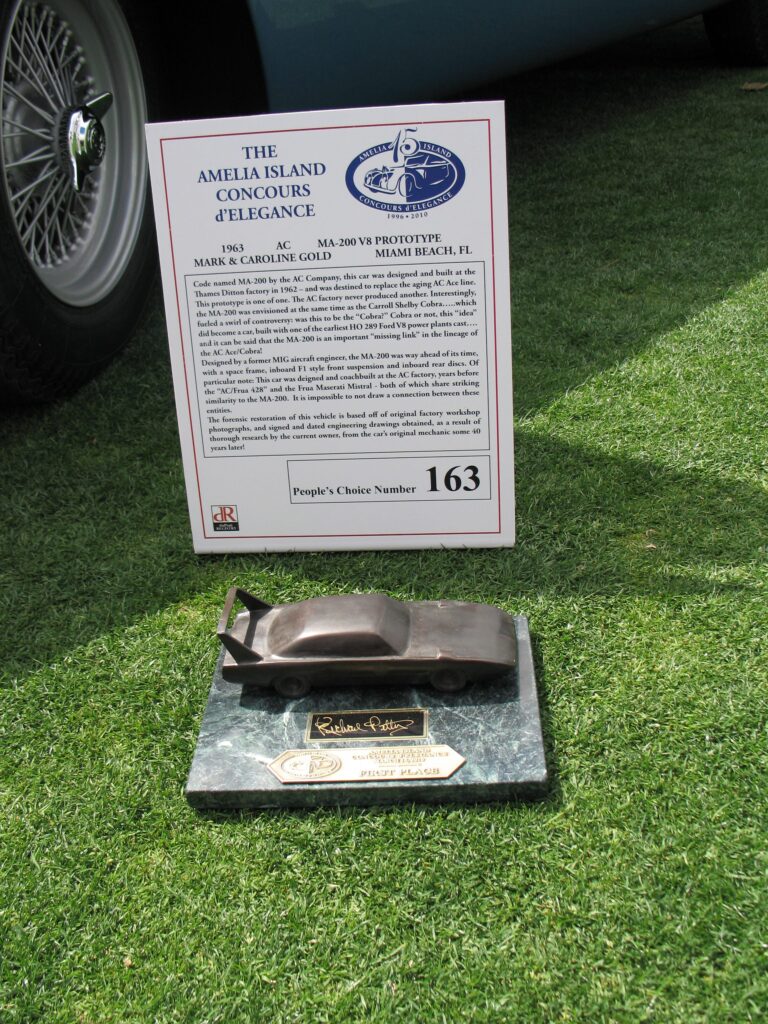 THE
AMELIA ISLAND
CONCOURS
d'ELEGANCE
15
AMELIA ISLAND
CONCOURS d'ELEGANCE
1996 • 2010
1963 AC MA-200 V8 PROTOTYPE
MARK & CAROLINE GOLD MIAMI BEACH, FL
Code named MA-200 by the AC Company, this car was designed and built at the
Thames Ditton factory in 1962 – and was destined to replace the aging AC Ace line.
This prototype is one of one. The AC factory never produced another. Interestingly,
the MA-200 was envisioned at the same time as the Carroll Shelby Cobra.....which
fueled a swirl of controversy: was this to be the "Cobra?" Cobra or not, this "idea"
did become a car, built with one of the earliest HO 289 Ford V8 power plants cast....
and it can be said that the MA-200 is an important "missing link" in the lineage of
the AC Ace/Cobra!
Designed by a former MIG aircraft engineer, the MA-200 was way ahead of its time,
with a space frame, inboard F1 style front suspension and inboard rear discs. Of
particular note: This car was deigned and coachbuilt at the AC factory, years before
the "AC/Frua 428" and the Frua Maserati Mistral - both of which share striking
similarity to the MA-200. It is impossible to not draw a connection between these
entities.
The forensic restoration of this vehicle is based off of original factory workshop
photographs, and signed and dated engineering drawings obtained, as a result of
thorough research by the current owner, from the car's original mechanic some 40
years later!
People's Choice Number 163
dR
duPont
REGISTRY
Richard Petty
AMELIA ISLAND
FIRST PLACE